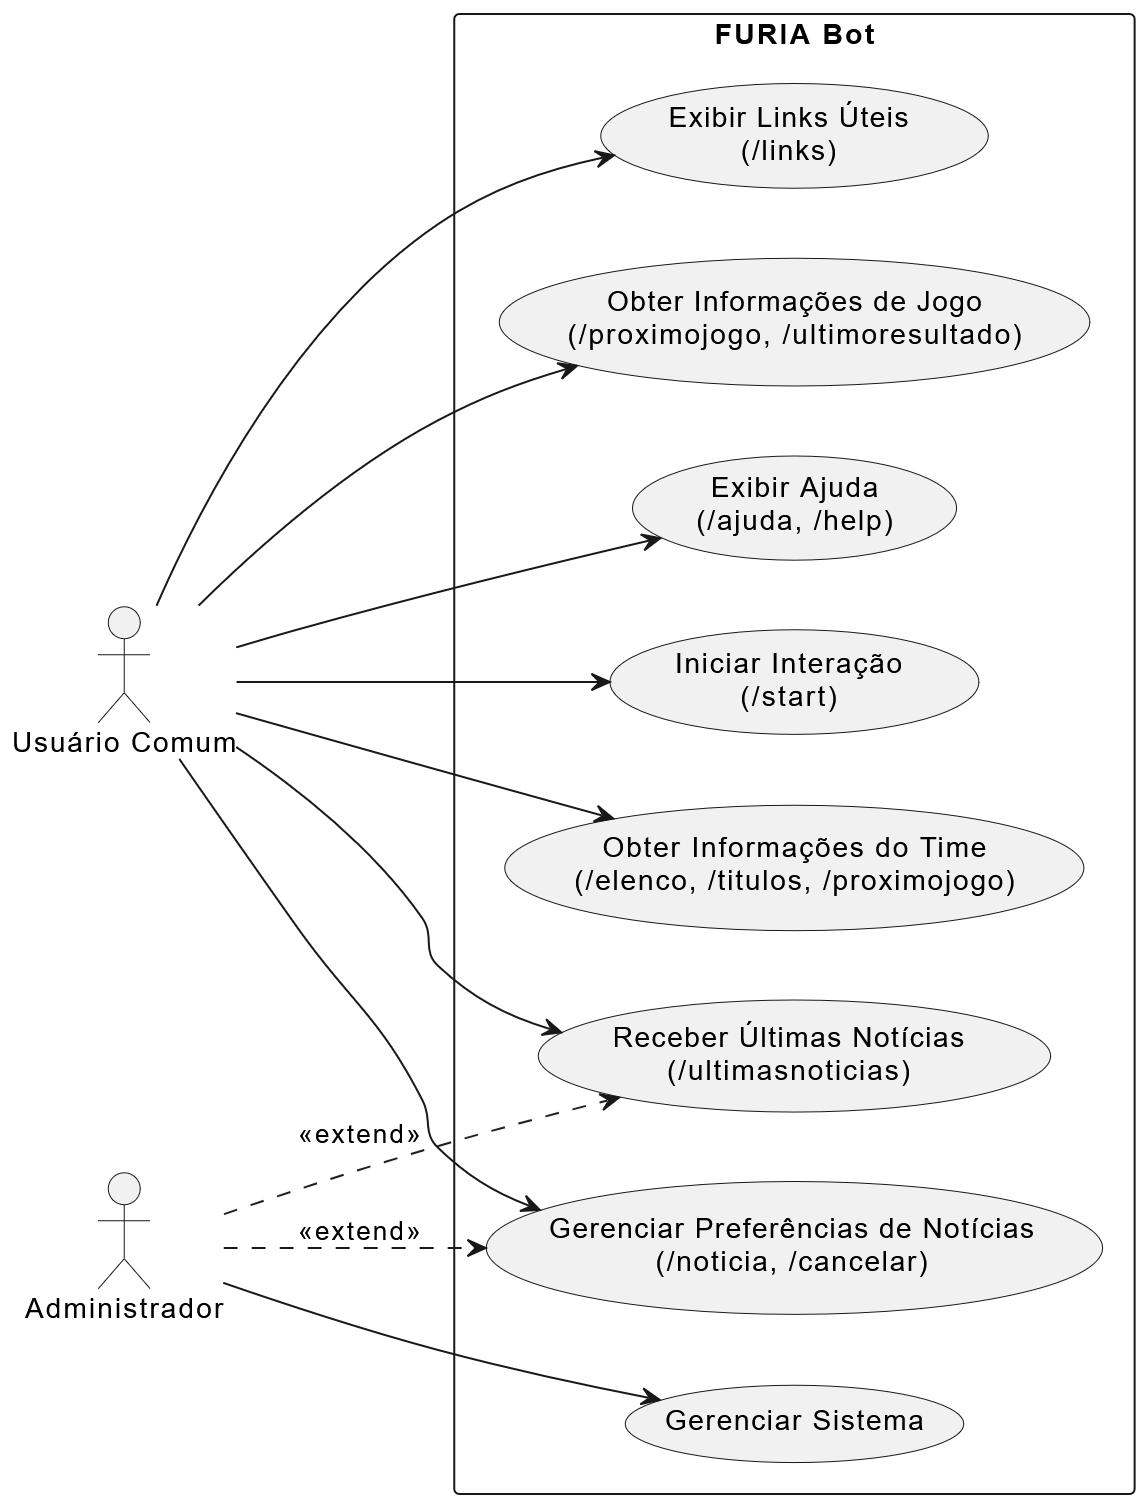 FURIA Bot
Exibir Links Úteis
(/links)
Obter Informações de Jogo
(/proximojogo, /ultimoresultado)
Exibir Ajuda
(/ajuda, /help)
Iniciar Interação
(/start)
Usuário Comum
Obter Informações do Time
(/elenco, /titulos, /proximojogo)
Receber Últimas Notícias
(/ultimasnoticias)
«extend»
«extend»
Gerenciar Preferências de Notícias
(/noticia, /cancelar)
Administrador
Gerenciar Sistema